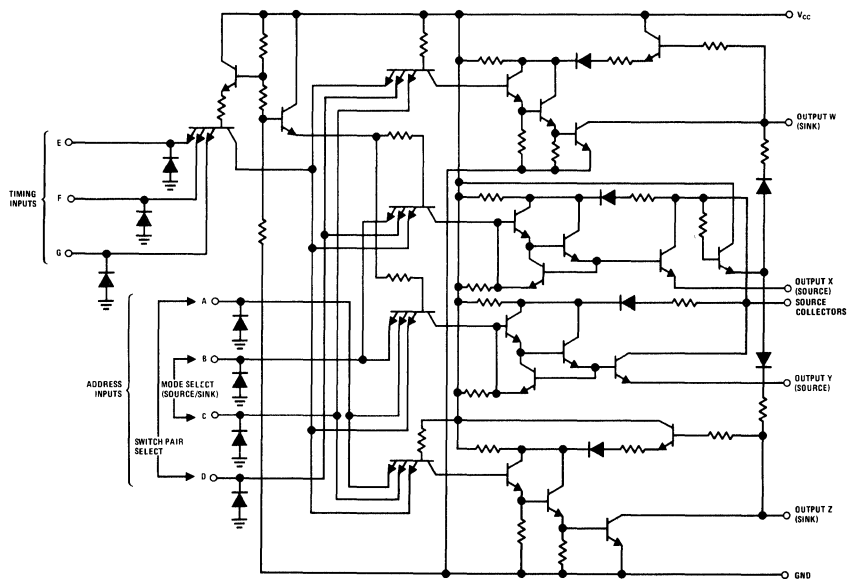 V CC
OUTPUT W
(SINK)
E
TIMING
INPUTS
F
G
OUTPUT X
(SOURCE)
SOURCE
COLLECTORS
A
ADDRESS
INPUTS
MODE SELECT
(SOURCE/SINK)
B
C
OUTPUT Y
(SOURCE)
SWITCH PAIR
SELECT
D
OUTPUT Z
(SINK)
GND